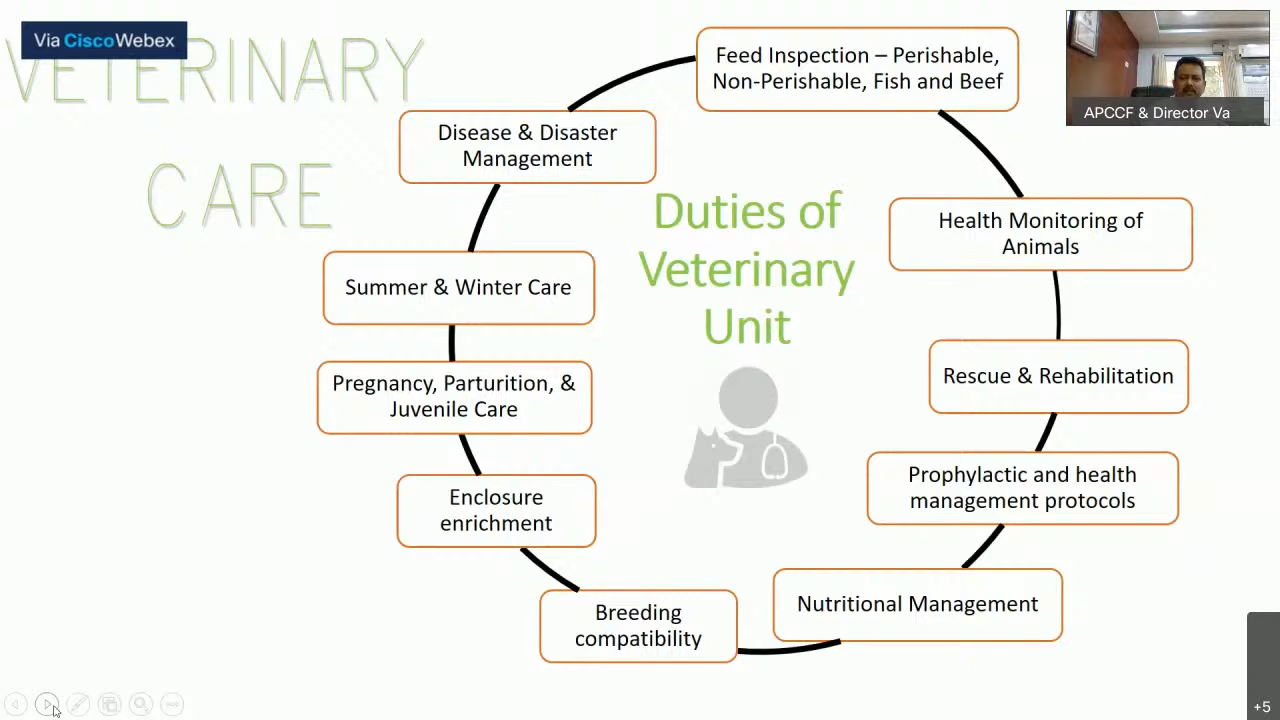 Via CiscoWebex
VETERINARY
CARE
APCCF & Director Va
Duties of
Veterinary
Unit
Feed Inspection – Perishable,
Non-Perishable, Fish and Beef
Health Monitoring of
Animals
Rescue & Rehabilitation
Prophylactic and health
management protocols
Nutritional Management
Breeding
compatibility
Enclosure
enrichment
Pregnancy, Parturition, &
Juvenile Care
Summer & Winter Care
Disease & Disaster
Management
+5